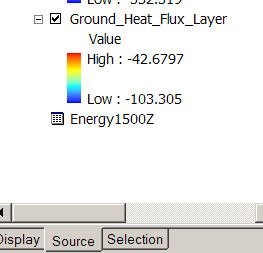 Ground_Heat_Flux_Layer
Value
High : -42.6797
Low : -103.305
Energy1500Z
Display Source Selection